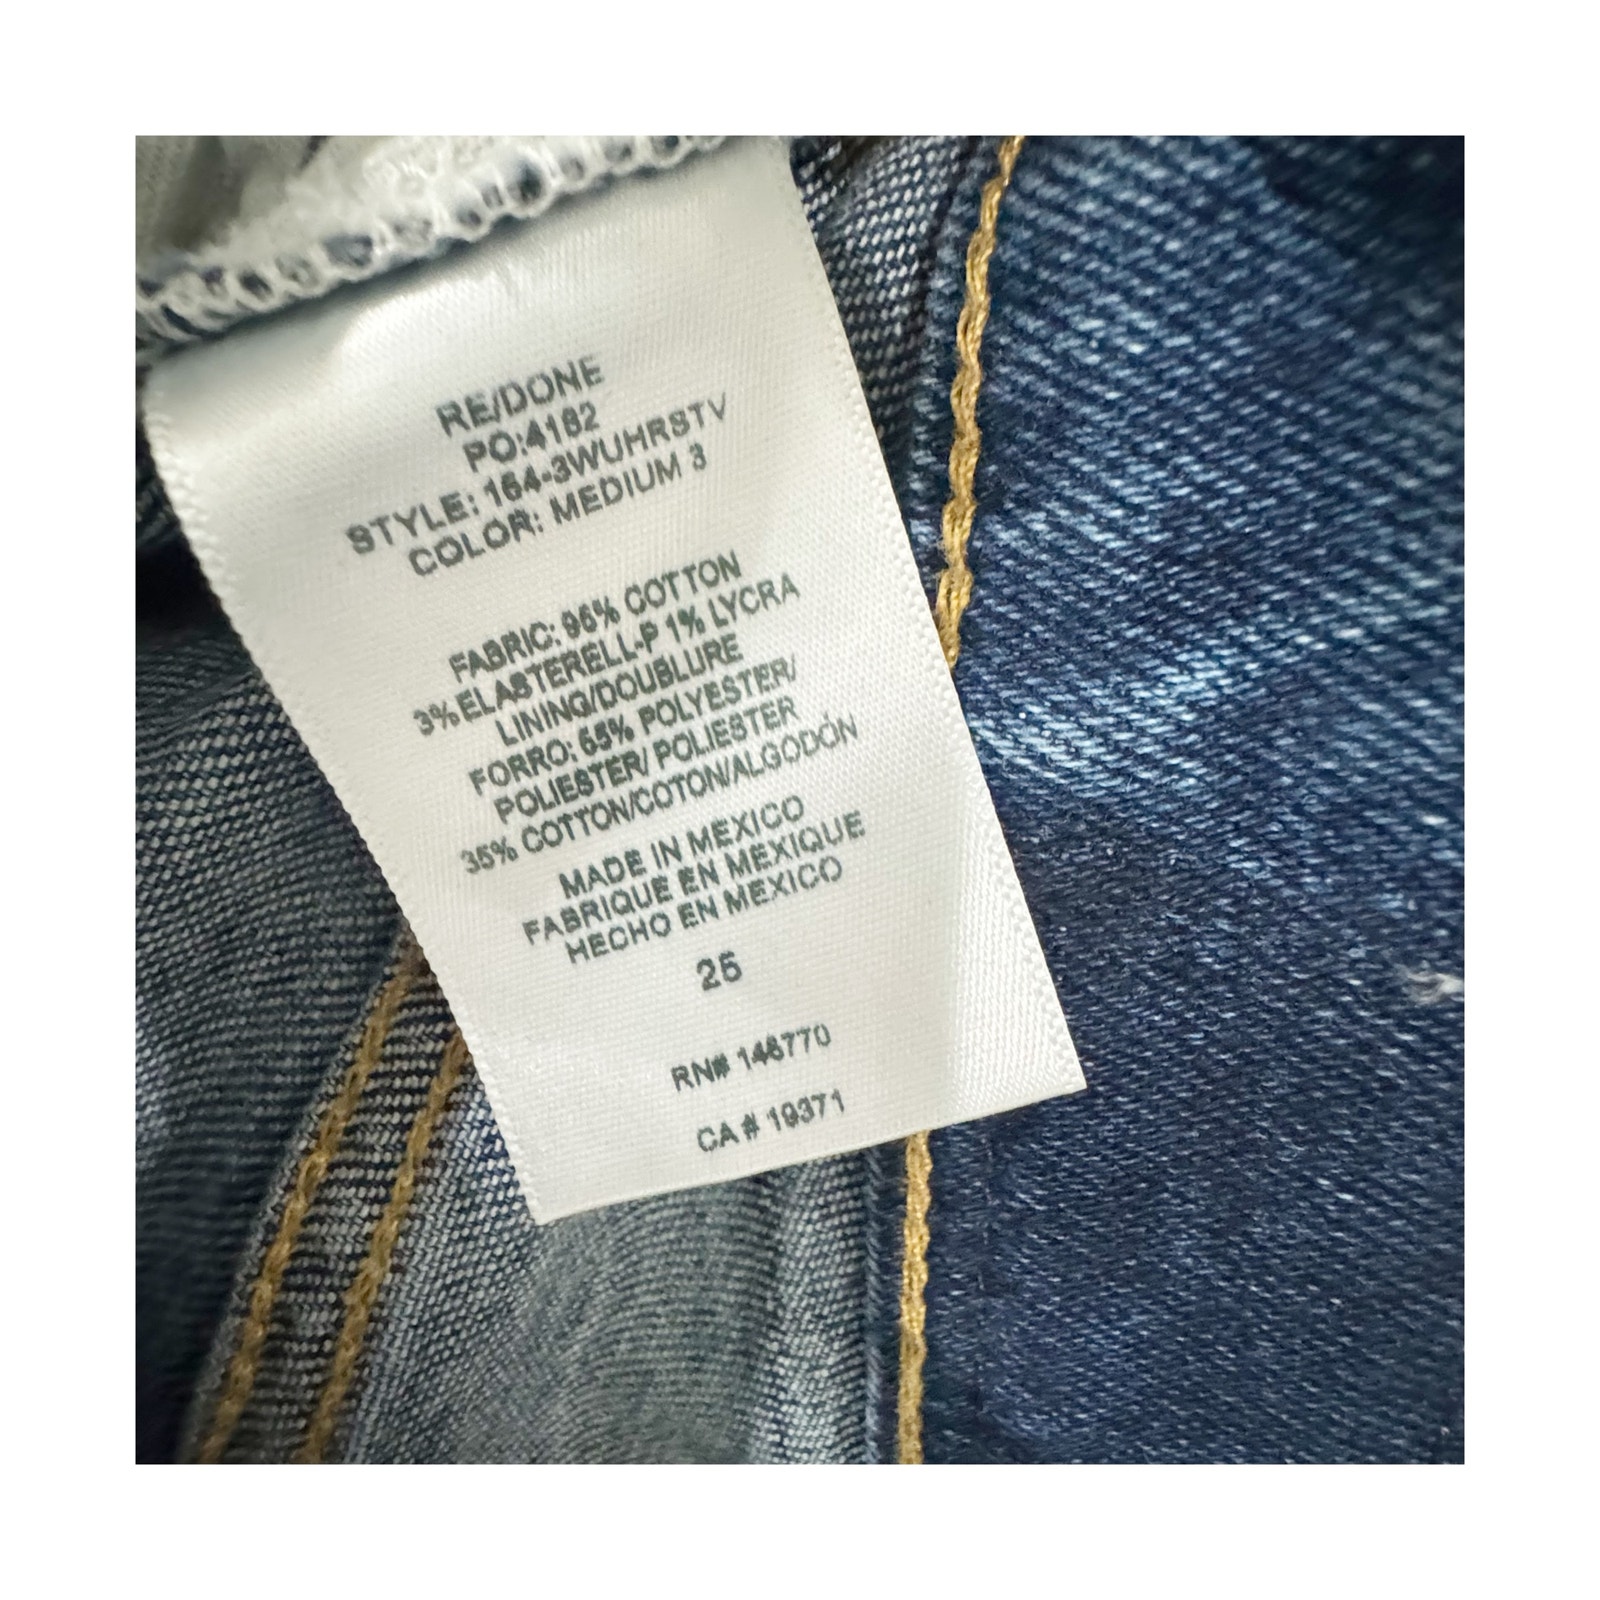 RE/DONE
PO:4182
STYLE: 164-3WUHRSTV
COLOR: MEDIUM 3
FABRIC: 96% COTTON
3% ELASTERELL-P 1% LYCRA
LINING/DOUBLURE
FORRO: 65% POLYESTER/
POLIESTER/ POLIESTER
35% COTTON/COTON/ALGODÓN
MADE IN MEXICO
FABRIQUE EN MEXIQUE
HECHO EN MEXICO
25
RN# 146770
CA # 19371